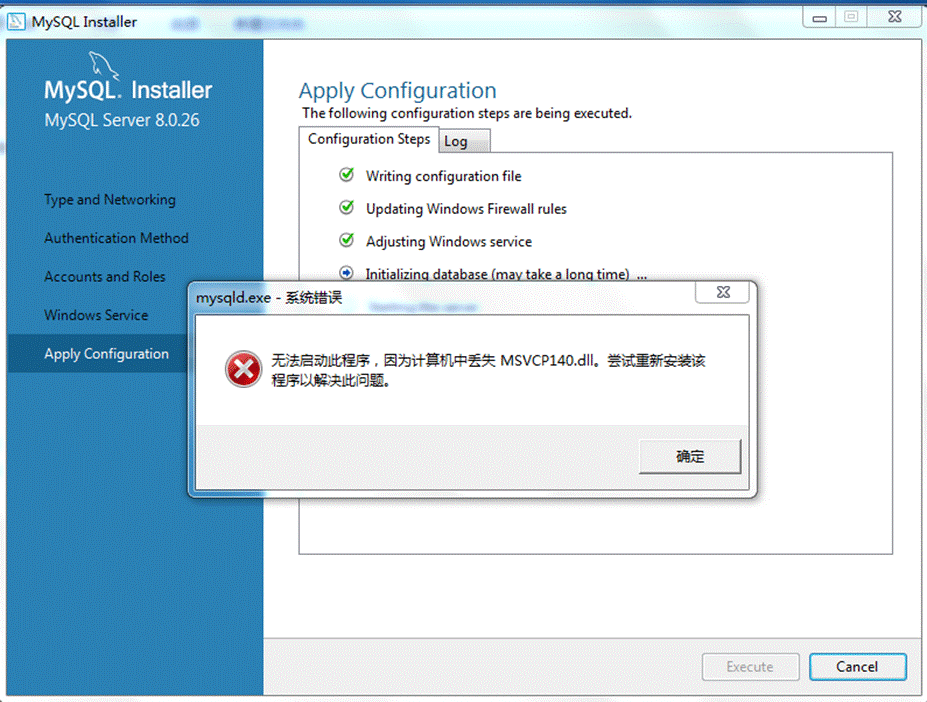 MySQL Installer
MySQL. Installer
MySQL Server 8.0.26
Type and Networking
Authentication Method
Accounts and Roles
Windows Service
Apply Configuration
Apply Configuration
The following configuration steps are being executed.
Configuration Steps
Log
Writing configuration file
Updating Windows Firewall rules
Adjusting Windows service
Initializing database (may take a long time) ...
mysqld.exe - 系统错误
无法启动此程序，因为计算机中丢失 MSVCP140.dll。尝试重新安装该
程序以解决此问题。
确定
Execute
Cancel